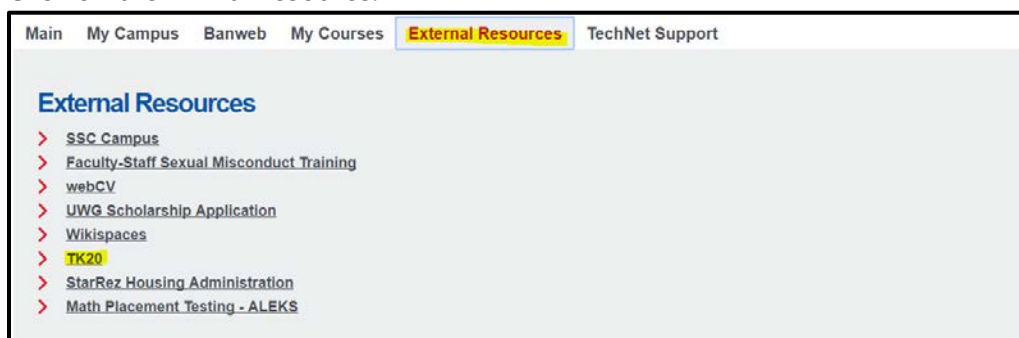 Main My Campus Banweb My Courses External Resources TechNet Support
External Resources
SSC Campus
Faculty-Staff Sexual Misconduct Training
webCV
UWG Scholarship Application
Wikispaces
TK20
StarRez Housing Administration
Math Placement Testing - ALEKS